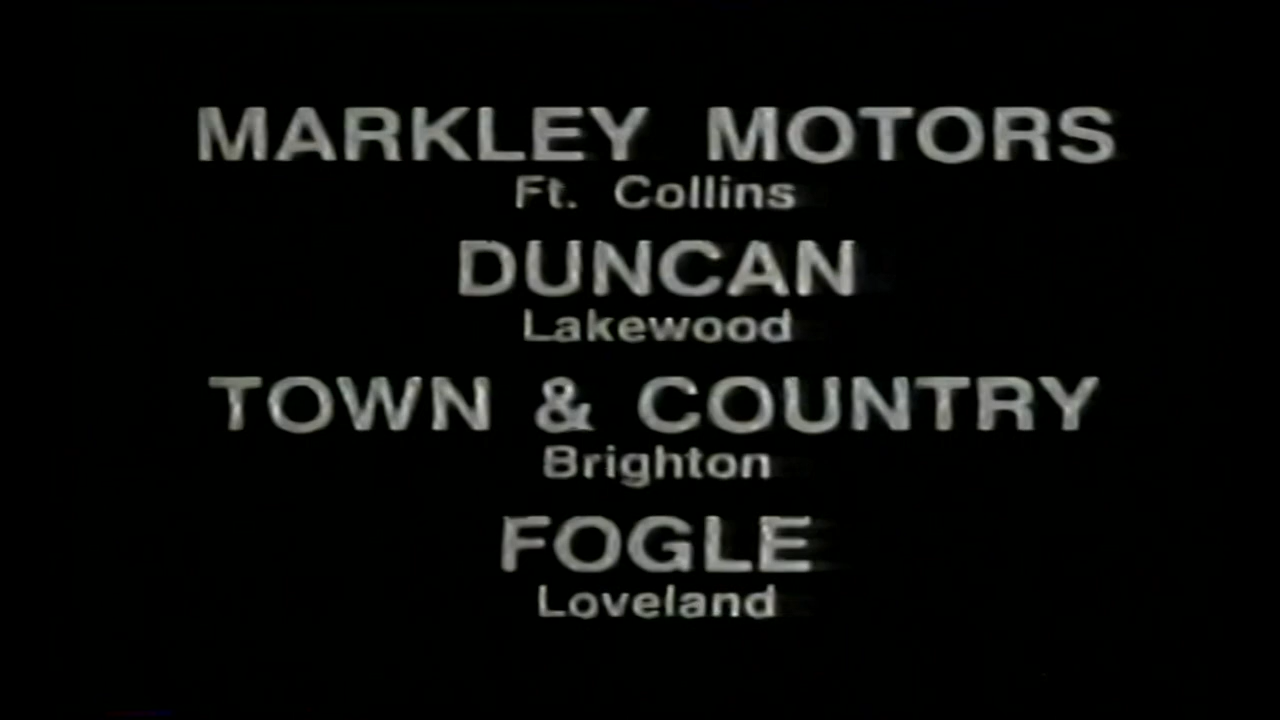 MARKLEY MOTORS
Ft. Collins
DUNCAN
Lakewood
TOWN & COUNTRY
Brighton
FOGLE
Loveland